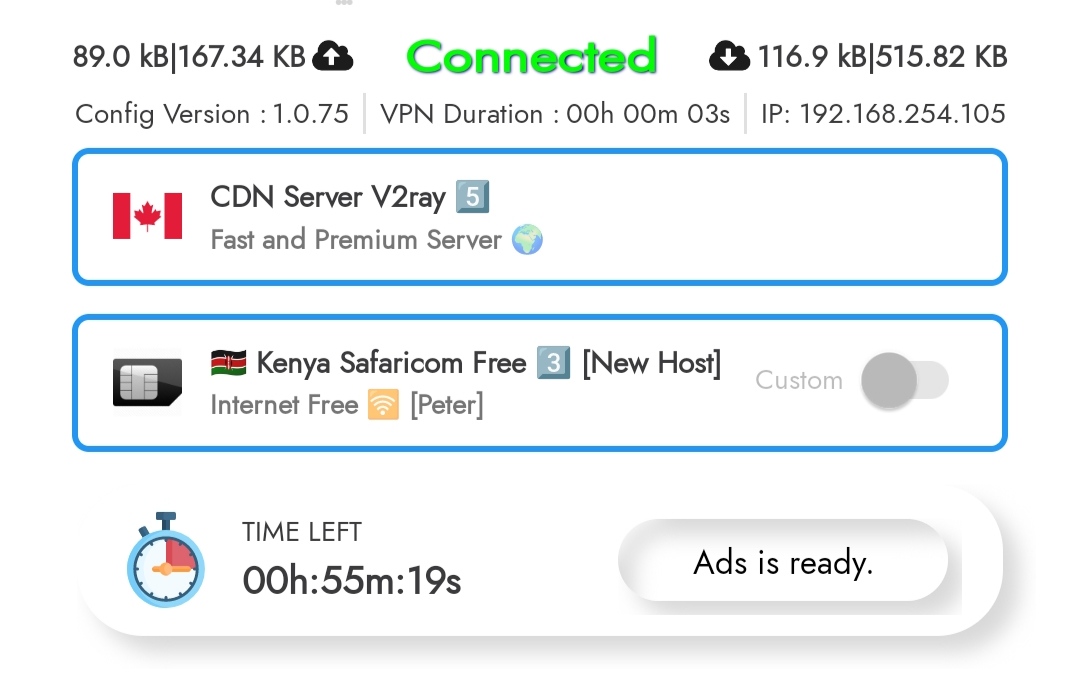 89.0 kB|167.34 KB Connected 116.9 kB|515.82 KB
Config Version : 1.0.75 VPN Duration : 00h 00m 03s IP: 192.168.254.105
CDN Server V2ray 5️⃣
Fast and Premium Server 🌍
🇰🇪 Kenya Safaricom Free 3️⃣ [New Host]
Internet Free 🛜 [Peter]
Custom
TIME LEFT
00h:55m:19s
Ads is ready.